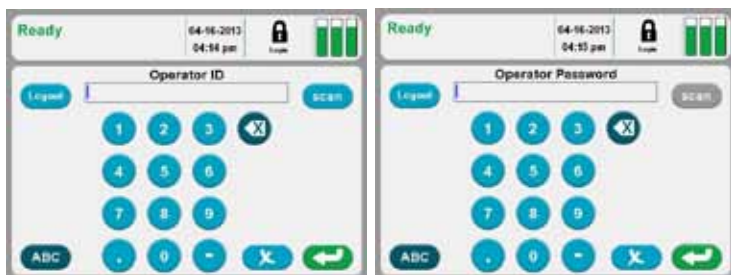 Ready
04-16-2013
04:14 pm
Login
Operator ID
Logout
scan
1 2 3 X
4 5 6
7 8 9
ABC . 0 -
Ready
04-16-2013
04:15 pm
Login
Operator Password
Logout
scan
1 2 3 X
4 5 6
7 8 9
ABC . 0 -